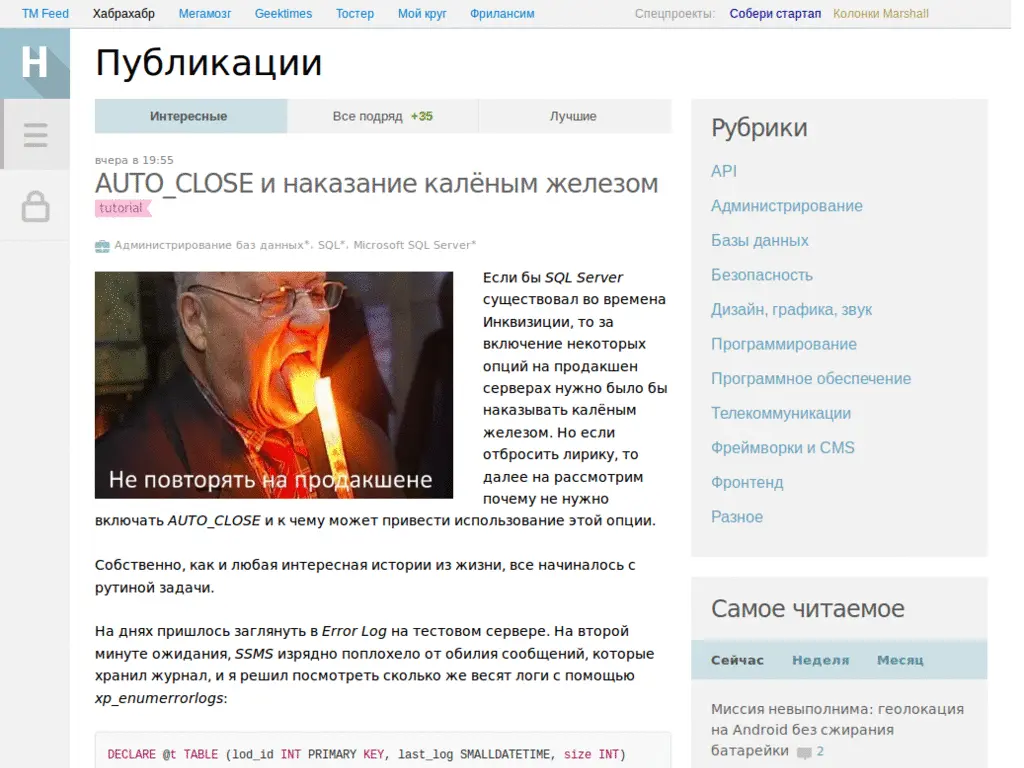 TM Feed Хабрахабр Мегамозг Geektimes Тостер Мой круг Фрилансим Спецпроекты: Собери стартап Колонки Marshall
H
Публикации
Интересные Все подряд +35 Лучшие
вчера в 19:55
AUTO_CLOSE и наказание калёным железом
tutorial
Администрирование баз данных*, SQL*, Microsoft SQL Server*
Не повторять на продакшене
Если бы SQL Server
существовал во времена
Инквизиции, то за
включение некоторых
опций на продакшен
серверах нужно было бы
наказывать калёным
железом. Но если
отбросить лирику, то
далее на рассмотрим
почему не нужно
включать AUTO_CLOSE и к чему может привести использование этой опции.
Собственно, как и любая интересная истории из жизни, все начиналось с
рутиной задачи.
На днях пришлось заглянуть в Error Log на тестовом сервере. На второй
минуте ожидания, SSMS изрядно поплохело от обилия сообщений, которые
хранил журнал, и я решил посмотреть сколько же весят логи с помощью
xp_enumerrorlogs:
DECLARE @t TABLE (lod_id INT PRIMARY KEY, last_log SMALLDATETIME, size INT)
Рубрики
API
Администрирование
Базы данных
Безопасность
Дизайн, графика, звук
Программирование
Программное обеспечение
Телекоммуникации
Фреймворки и CMS
Фронтенд
Разное
Самое читаемое
Сейчас Неделя Месяц
Миссия невыполнима: геолокация
на Android без сжирания
батарейки 2